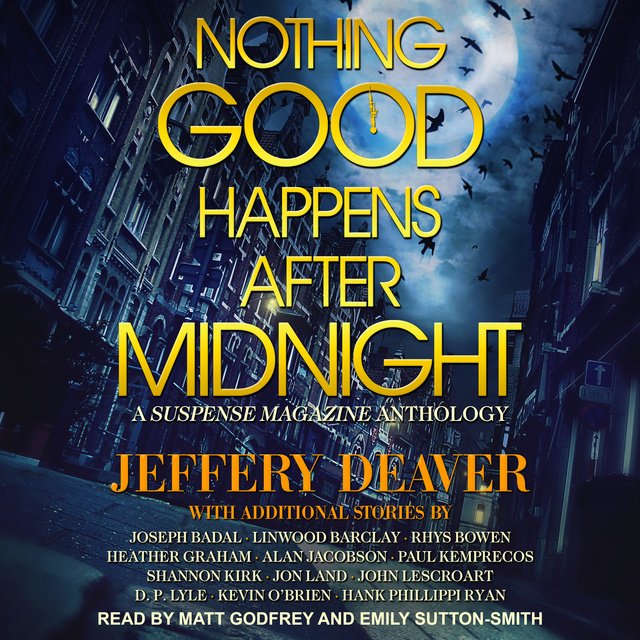 NOTHING
GOOD
HAPPENS
AFTER
MIDNIGHT
A SUSPENSE MAGAZINE ANTHOLOGY
JEFFERY DEAVER
WITH ADDITIONAL STORIES BY
JOSEPH BADAL · LINWOOD BARCLAY · RHYS BOWEN
HEATHER GRAHAM · ALAN JACOBSON · PAUL KEMPRECOS
SHANNON KIRK · JON LAND · JOHN LESCROART
D. P. LYLE · KEVIN O'BRIEN · HANK PHILLIPPI RYAN
READ BY MATT GODFREY AND EMILY SUTTON-SMITH